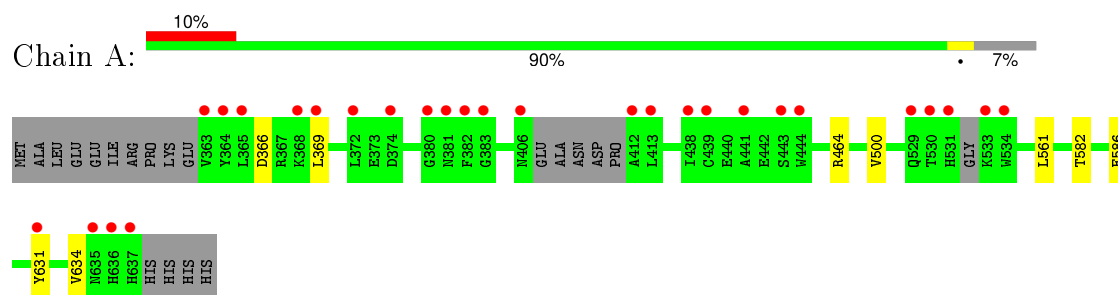 10%
Chain A:
90%
•
7%
MET ALA LEU GLU GLU ILE ARG PRO LYS GLU V363 Y364 L365 D366 R367 K368 L369 L372 E373 D374 G380 N381 F382 G383 N406 GLU ALA ASN ASP PRO A412 L413 I438 C439 E440 A441 E442 S443 W444 R464 V500 Q529 T530 H531 GLY K533 W534 L561 T582
Y631 V634 N635 H636 H637 HIS HIS HIS HIS